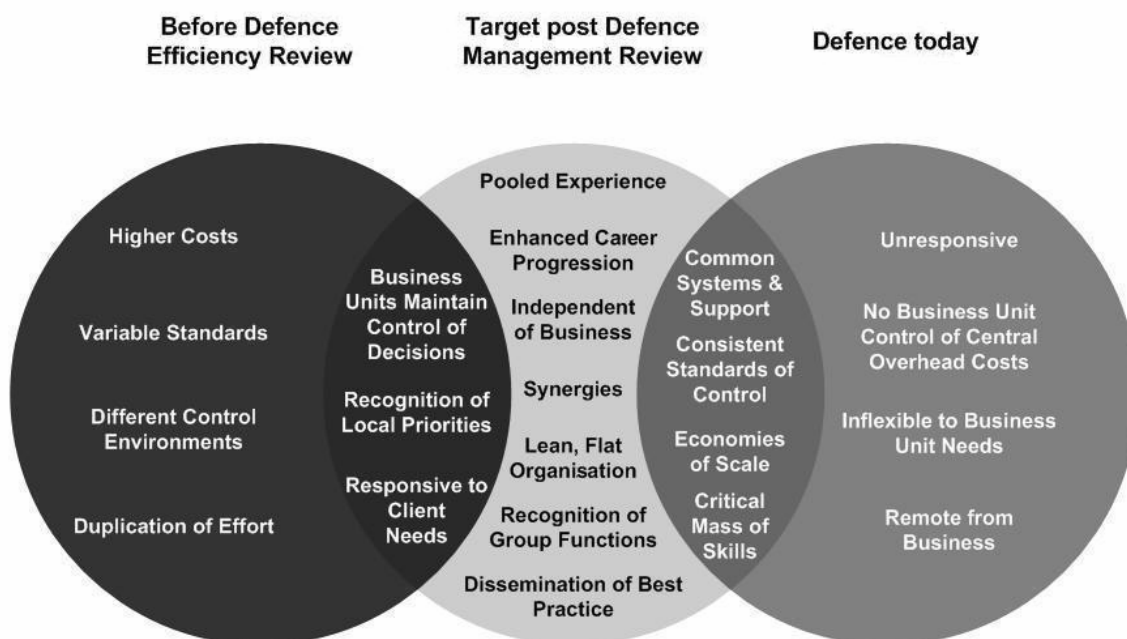 Before Defence
Efficiency Review
Target post Defence
Management Review
Defence today
Higher Costs
Variable Standards
Different Control
Environments
Duplication of Effort
Business
Units Maintain
Control of
Decisions
Recognition of
Local Priorities
Responsive to
Client
Needs
Pooled Experience
Enhanced Career
Progression
Independent
of Business
Synergies
Lean, Flat
Organisation
Recognition of
Group Functions
Dissemination of Best
Practice
Common
Systems &
Support
Consistent
Standards of
Control
Economies
of Scale
Critical
Mass of
Skills
Unresponsive
No Business Unit
Control of Central
Overhead Costs
Inflexible to Business
Unit Needs
Remote from
Business